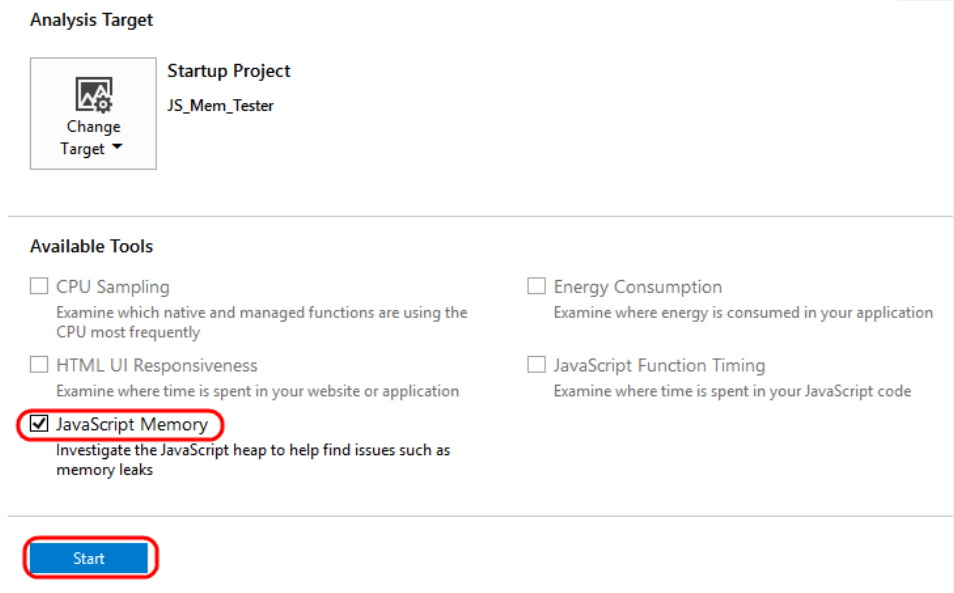 Analysis Target
Change
Target
Startup Project
JS_Mem_Tester
Available Tools
CPU Sampling
Examine which native and managed functions are using the
CPU most frequently
Energy Consumption
Examine where energy is consumed in your application
HTML UI Responsiveness
Examine where time is spent in your website or application
JavaScript Function Timing
Examine where time is spent in your JavaScript code
JavaScript Memory
Investigate the JavaScript heap to help find issues such as
memory leaks
Start